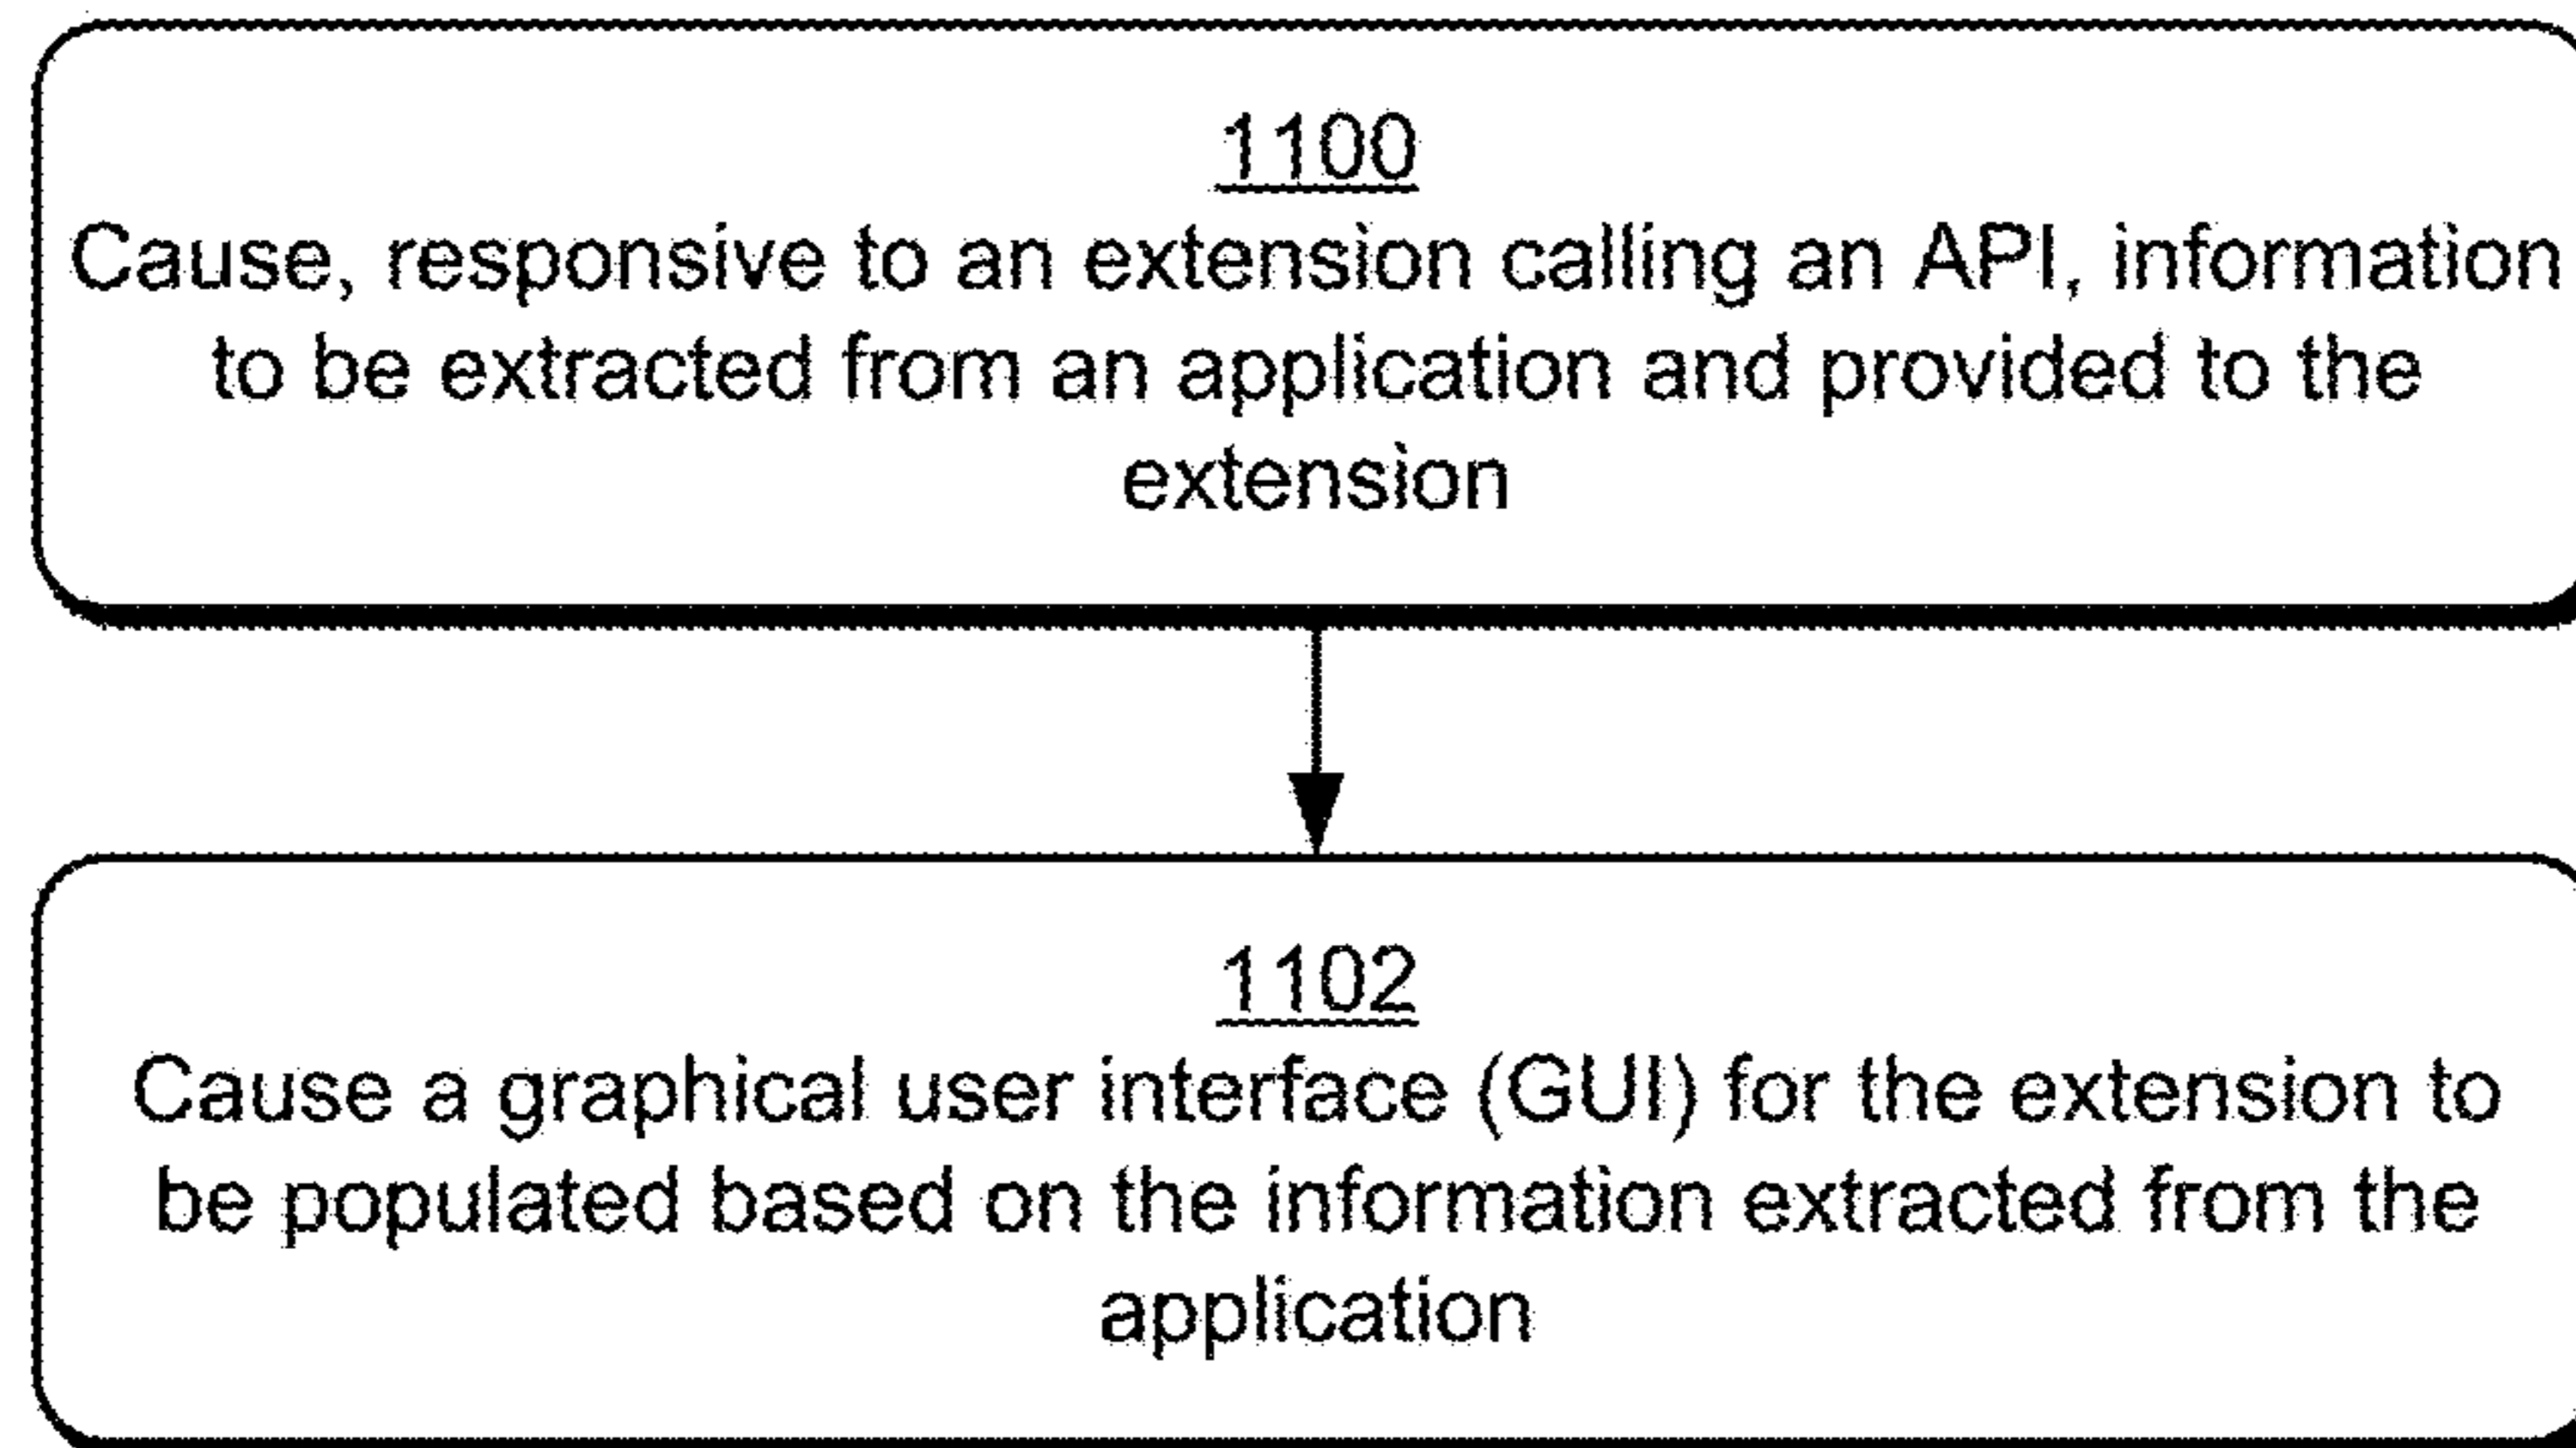 1100
Cause, responsive to an extension calling an API, information
to be extracted from an application and provided to the
extension
1102
Cause a graphical user interface (GUI) for the extension to
be populated based on the information extracted from the
application